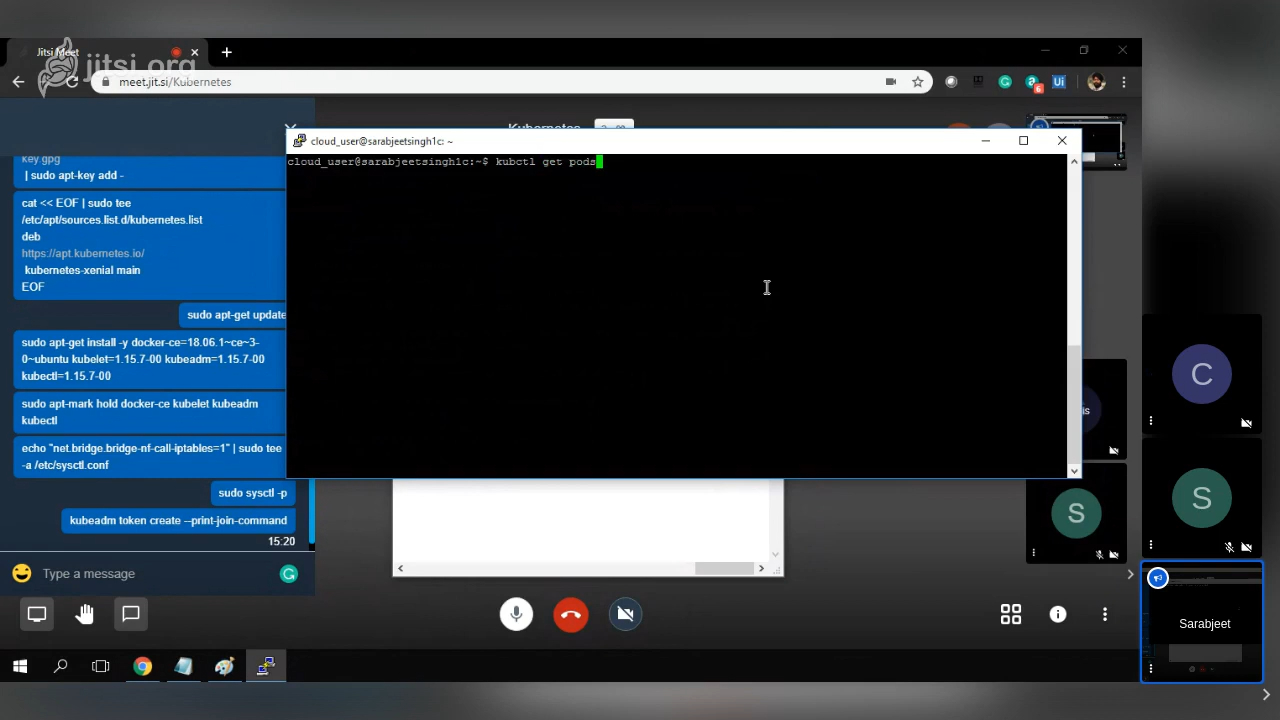 Jitsi Meet
jitsi.org
meet.jit.si/Kubernetes
6
Ui
Kubernetes
key.gpg
| sudo apt-key add -
cat << EOF | sudo tee
/etc/apt/sources.list.d/kubernetes.list
deb
https://apt.kubernetes.io/
kubernetes-xenial main
EOF
sudo apt-get update
sudo apt-get install -y docker-ce=18.06.1~ce~3-
0~ubuntu kubelet=1.15.7-00 kubeadm=1.15.7-00
kubectl=1.15.7-00
sudo apt-mark hold docker-ce kubelet kubeadm
kubectl
echo "net.bridge.bridge-nf-call-iptables=1" | sudo tee
-a /etc/sysctl.conf
sudo sysctl -p
kubeadm token create --print-join-command
15:20
Type a message
cloud_user@sarabjeetsingh1c: ~
cloud_user@sarabjeetsingh1c:~$ kubctl get pods
is
S
C
S
Sarabjeet